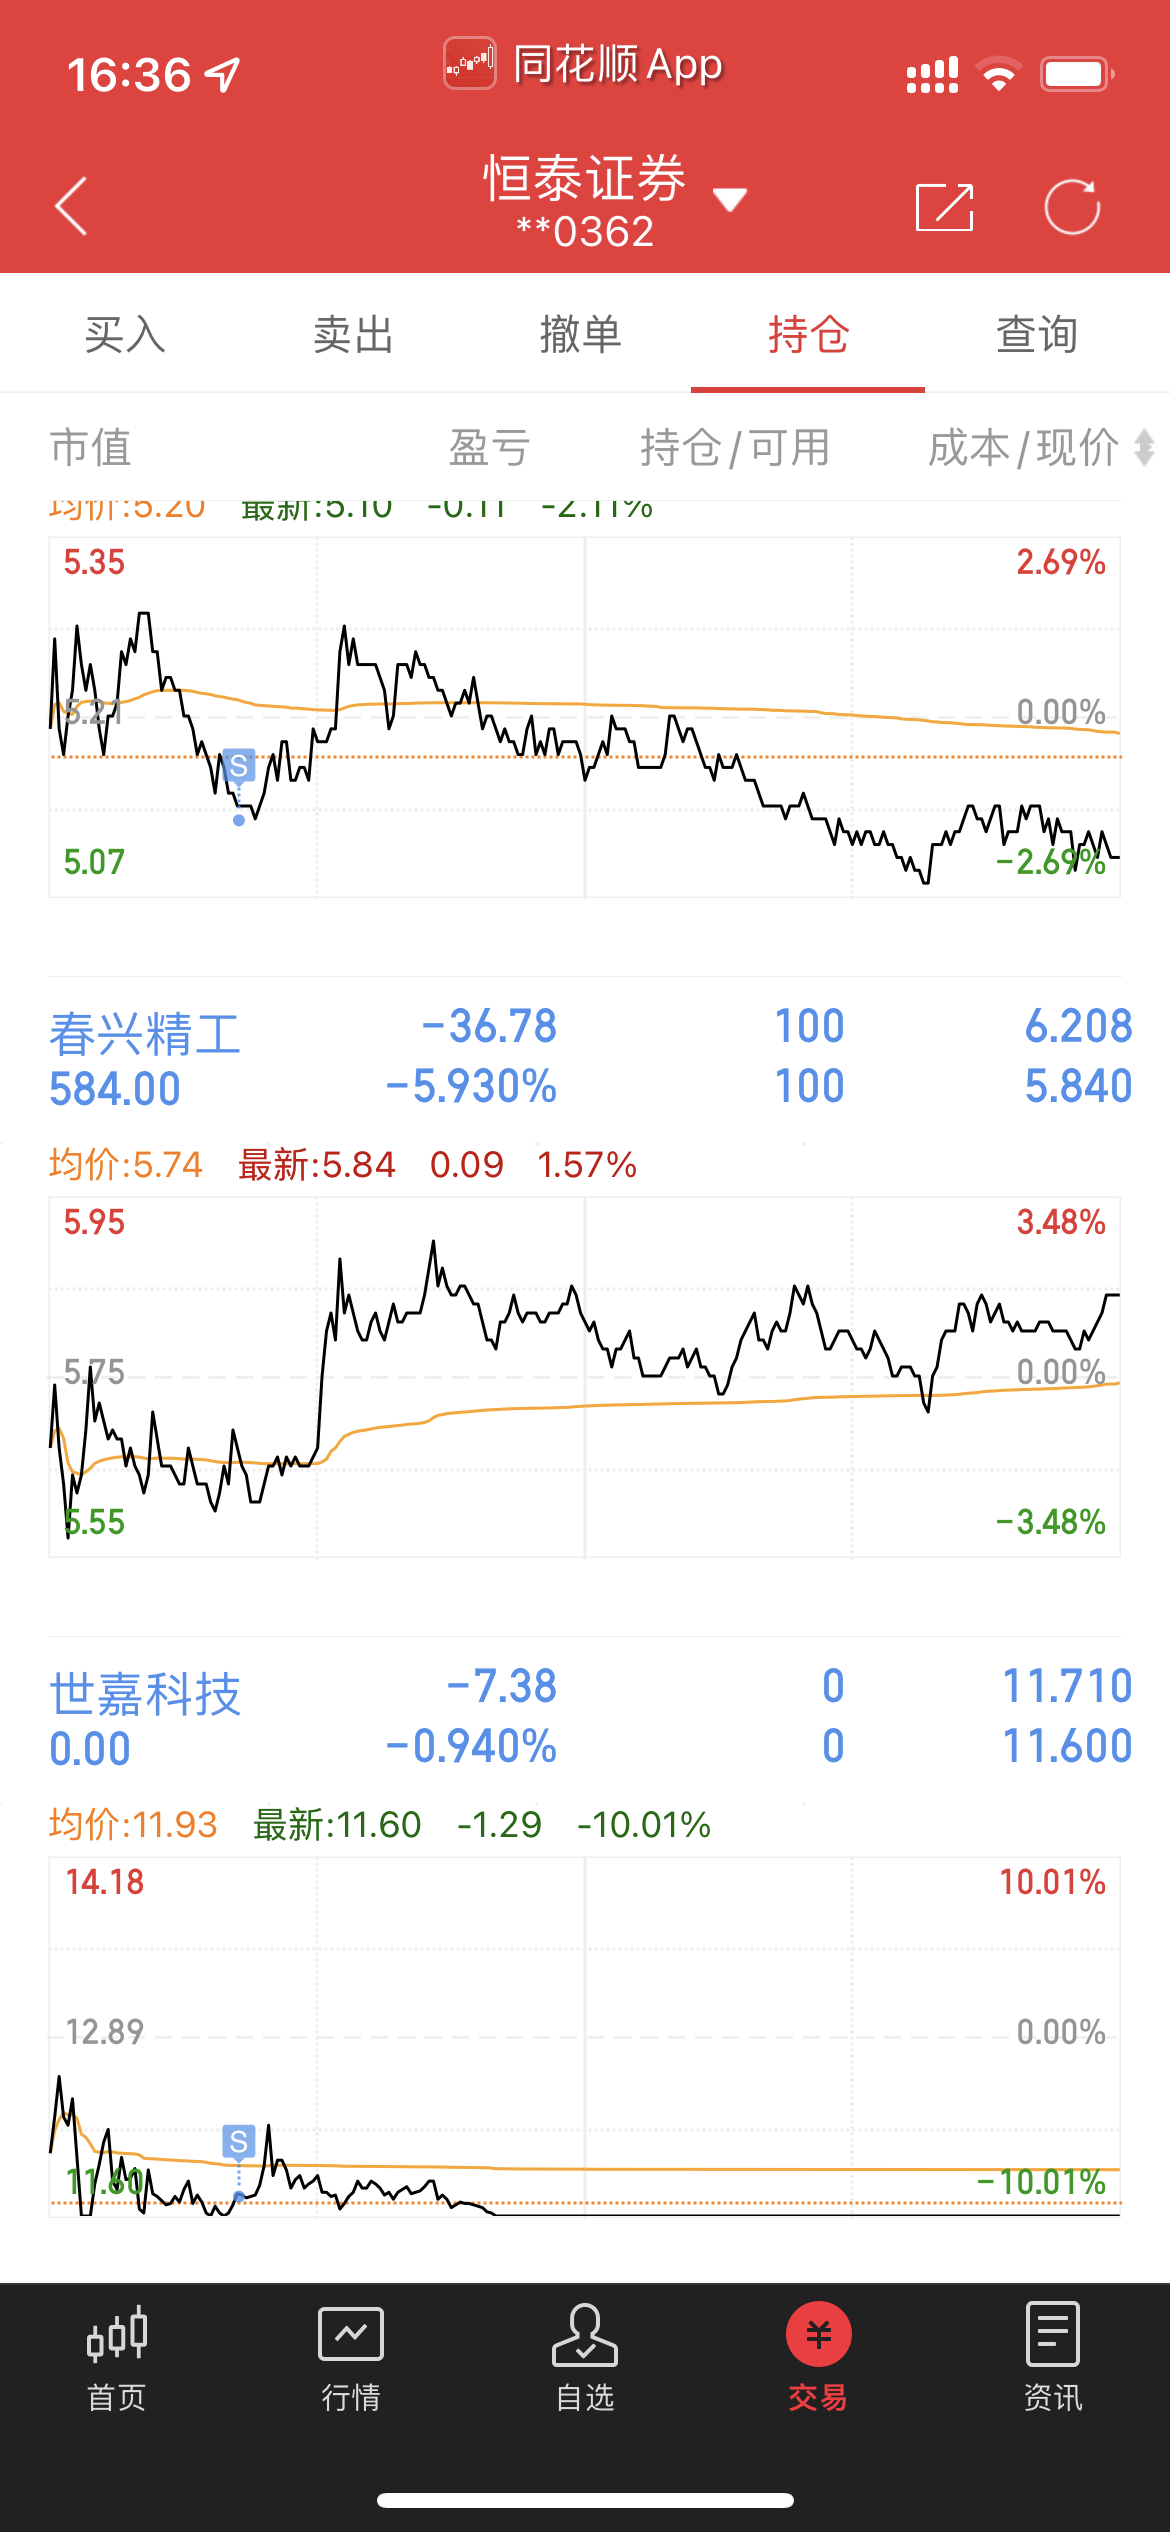 16:36
同花顺 App
恒泰证券
**0362
买入 卖出 撤单 持仓 查询
市值 盈亏 持仓/可用 成本/现价
均价:5.20 最新:5.10 -0.11 -2.11%
5.35 2.69%
5.21 0.00%
S
5.07 -2.69%
春兴精工 -36.78 100 6.208
584.00 -5.930% 100 5.840
均价:5.74 最新:5.84 0.09 1.57%
5.95 3.48%
5.75 0.00%
5.55 -3.48%
世嘉科技 -7.38 0 11.710
0.00 -0.940% 0 11.600
均价:11.93 最新:11.60 -1.29 -10.01%
14.18 10.01%
12.89 0.00%
S
11.60 -10.01%
首页 行情 自选 交易 资讯